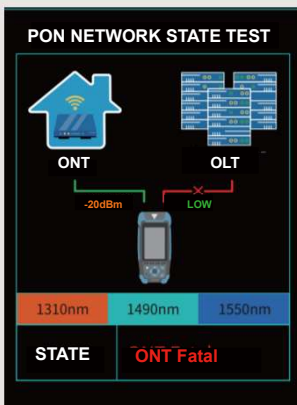 PON NETWORK STATE TEST
ONT
OLT
-20dBm
LOW
1310nm
1490nm
1550nm
STATE
ONT Fatal